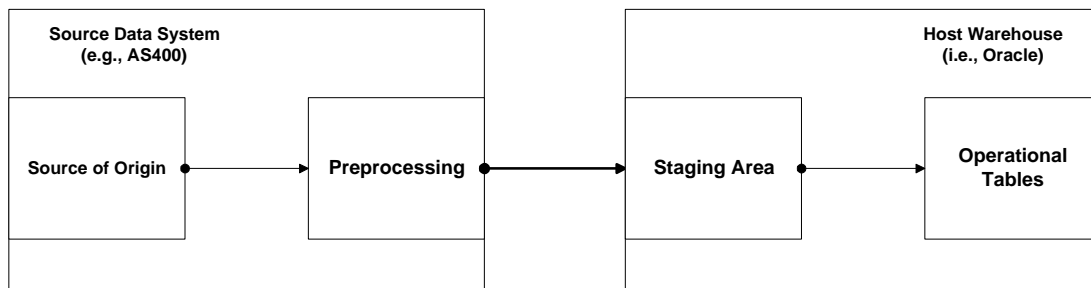 Source Data System
(e.g., AS400)
Host Warehouse
(i.e., Oracle)
Source of Origin
Preprocessing
Staging Area
Operational
Tables